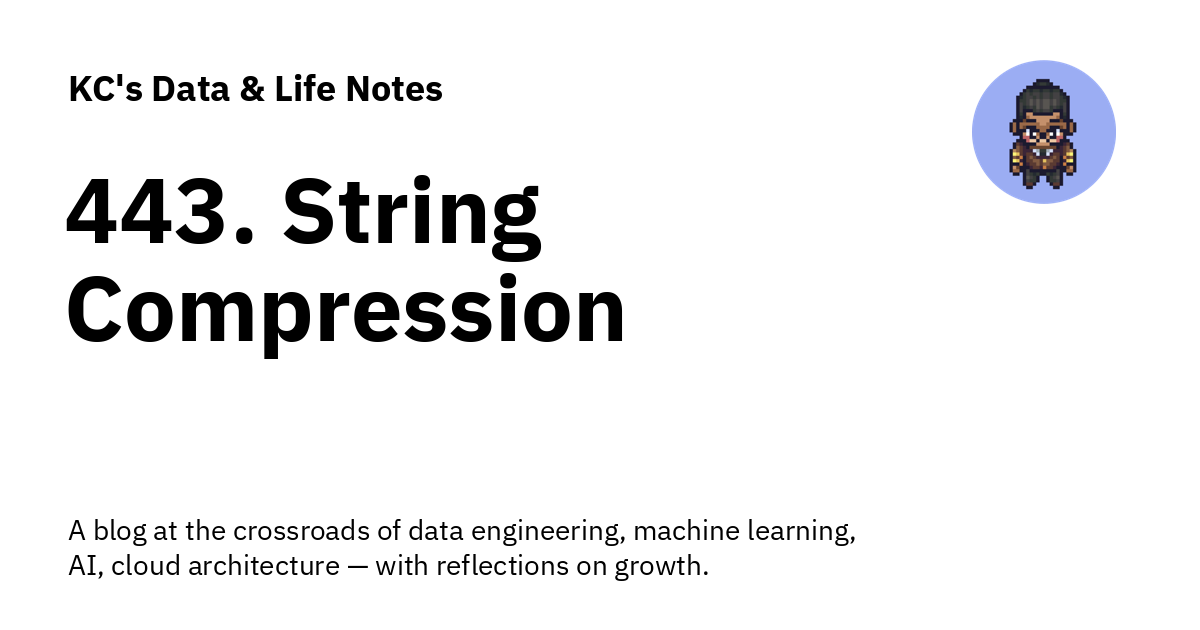 KC's Data & Life Notes
443. String
Compression
A blog at the crossroads of data engineering, machine learning,
AI, cloud architecture — with reflections on growth.